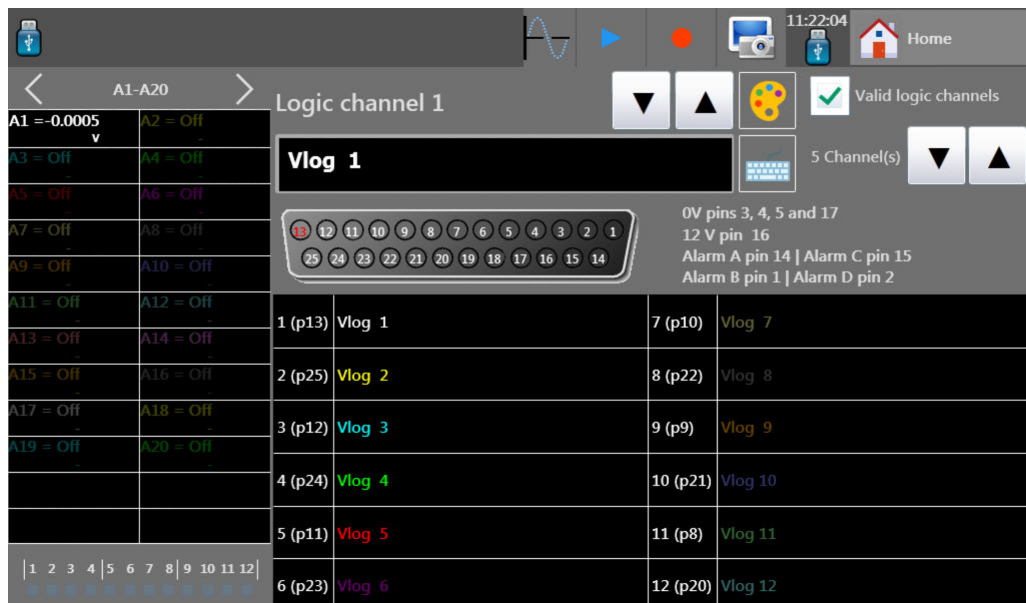 11:22:04
Home
A1-A20
A1 =-0.0005
v
A2 = Off
-
A3 = Off
-
A4 = Off
-
A5 = Off
-
A6 = Off
-
A7 = Off
-
A8 = Off
-
A9 = Off
-
A10 = Off
-
A11 = Off
-
A12 = Off
-
A13 = Off
-
A14 = Off
-
A15 = Off
-
A16 = Off
-
A17 = Off
-
A18 = Off
-
A19 = Off
-
A20 = Off
-
1 2 3 4 5 6 7 8 9 10 11 12
Logic channel 1
Valid logic channels
Vlog 1
5 Channel(s)
13 12 11 10 9 8 7 6 5 4 3 2 1
25 24 23 22 21 20 19 18 17 16 15 14
0V pins 3, 4, 5 and 17
12 V pin 16
Alarm A pin 14 | Alarm C pin 15
Alarm B pin 1 | Alarm D pin 2
1 (p13) Vlog 1
7 (p10) Vlog 7
2 (p25) Vlog 2
8 (p22) Vlog 8
3 (p12) Vlog 3
9 (p9) Vlog 9
4 (p24) Vlog 4
10 (p21) Vlog 10
5 (p11) Vlog 5
11 (p8) Vlog 11
6 (p23) Vlog 6
12 (p20) Vlog 12